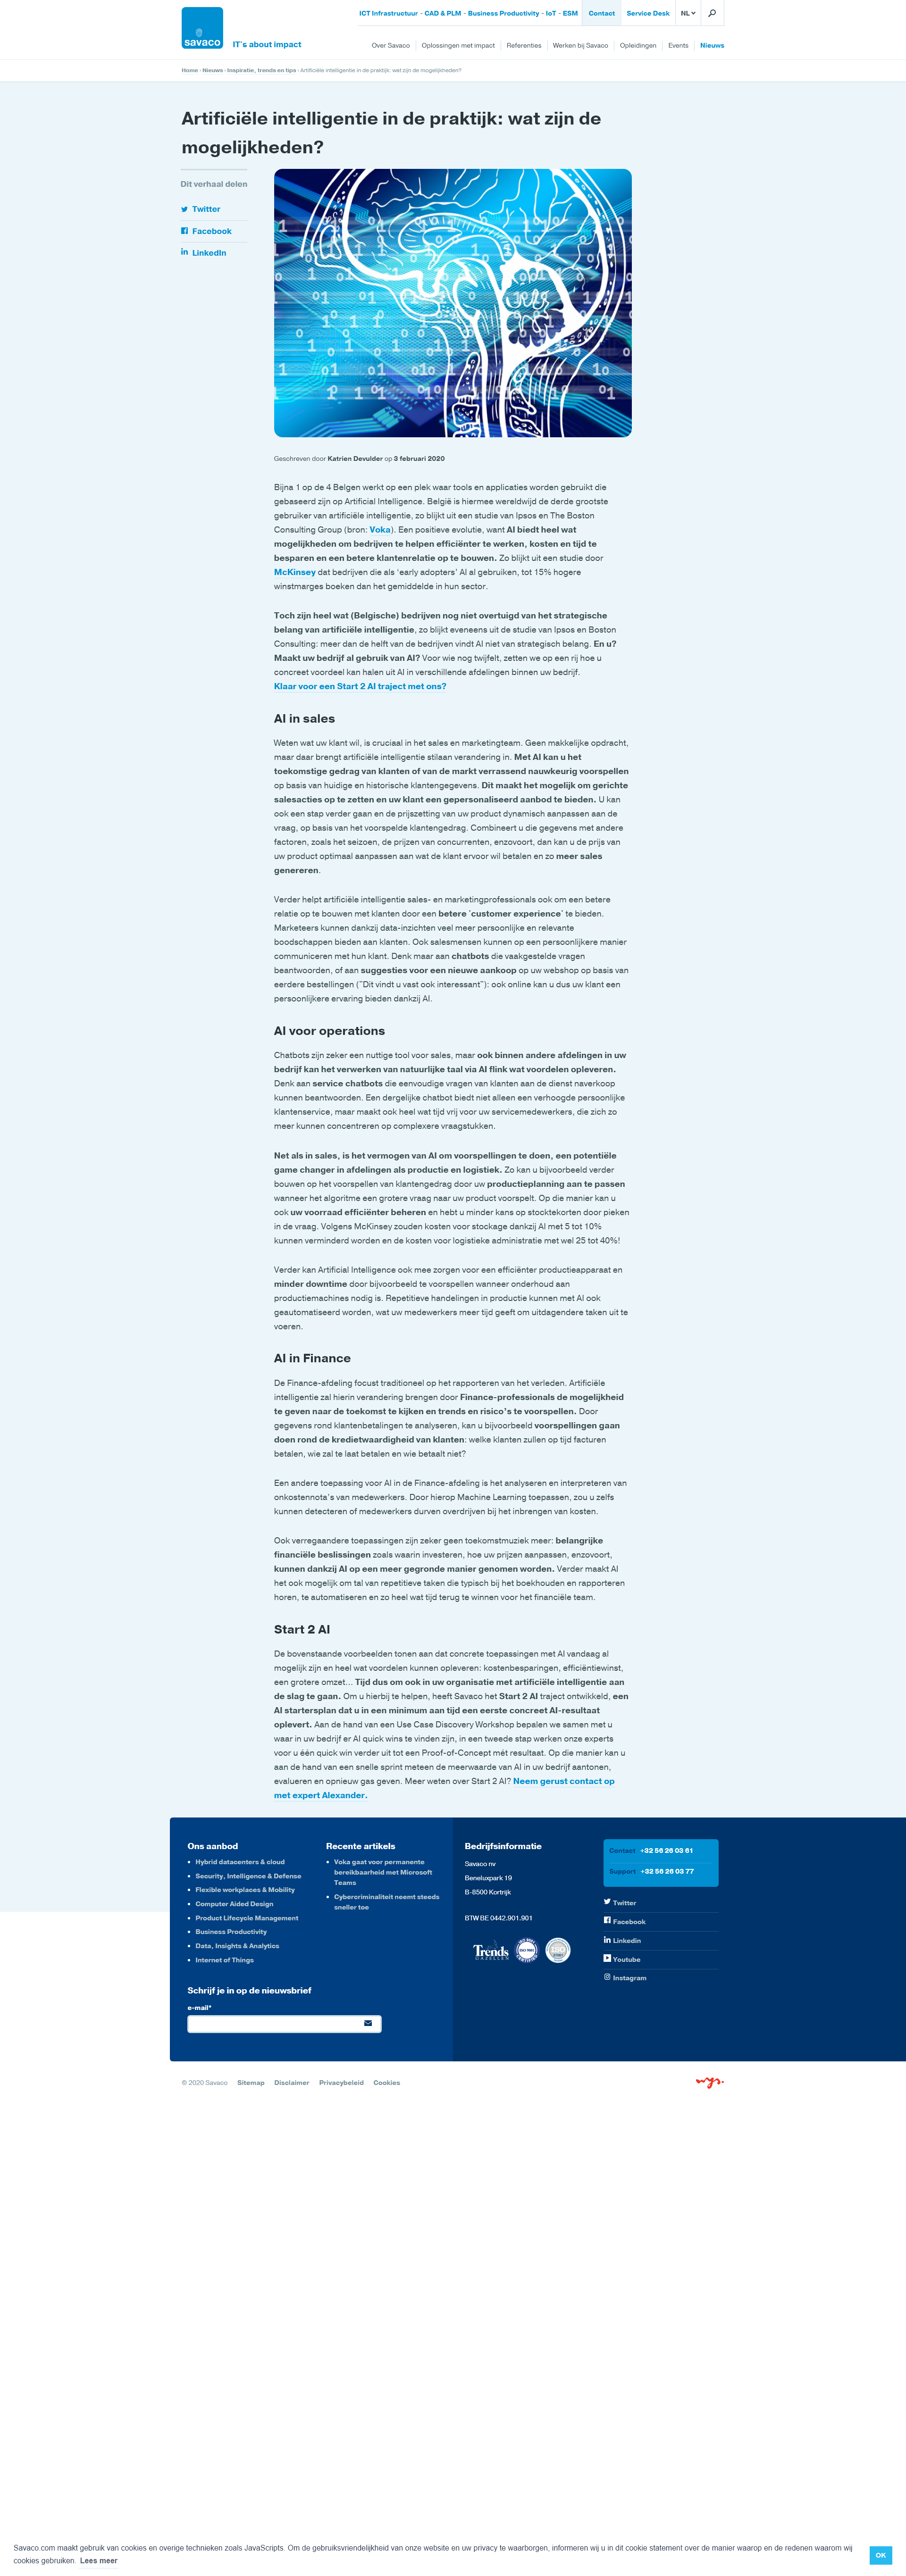 ICT Infrastructuur - CAD & PLM - Business Productivity - IoT - ESM
Contact
Service Desk
NL
savaco
IT's about impact
Over Savaco
Oplossingen met impact
Referenties
Werken bij Savaco
Opleidingen
Events
Nieuws
Home › Nieuws › Inspiratie, trends en tips › Artificiële intelligentie in de praktijk: wat zijn de mogelijkheden?
Artificiële intelligentie in de praktijk: wat zijn de
mogelijkheden?
Dit verhaal delen
Twitter
Facebook
LinkedIn
Geschreven door Katrien Devulder op 3 februari 2020
Bijna 1 op de 4 Belgen werkt op een plek waar tools en applicaties worden gebruikt die
gebaseerd zijn op Artificial Intelligence. België is hiermee wereldwijd de derde grootste
gebruiker van artificiële intelligentie, zo blijkt uit een studie van Ipsos en The Boston
Consulting Group (bron: Voka). Een positieve evolutie, want AI biedt heel wat
mogelijkheden om bedrijven te helpen efficiënter te werken, kosten en tijd te
besparen en een betere klantenrelatie op te bouwen. Zo blijkt uit een studie door
McKinsey dat bedrijven die als ‘early adopters’ AI al gebruiken, tot 15% hogere
winstmarges boeken dan het gemiddelde in hun sector.
Toch zijn heel wat (Belgische) bedrijven nog niet overtuigd van het strategische
belang van artificiële intelligentie, zo blijkt eveneens uit de studie van Ipsos en Boston
Consulting: meer dan de helft van de bedrijven vindt AI niet van strategisch belang. En u?
Maakt uw bedrijf al gebruik van AI? Voor wie nog twijfelt, zetten we op een rij hoe u
concreet voordeel kan halen uit AI in verschillende afdelingen binnen uw bedrijf.
Klaar voor een Start 2 AI traject met ons?
AI in sales
Weten wat uw klant wil, is cruciaal in het sales en marketingteam. Geen makkelijke opdracht,
maar daar brengt artificiële intelligentie stilaan verandering in. Met AI kan u het
toekomstige gedrag van klanten of van de markt verrassend nauwkeurig voorspellen
op basis van huidige en historische klantengegevens. Dit maakt het mogelijk om gerichte
salesacties op te zetten en uw klant een gepersonaliseerd aanbod te bieden. U kan
ook een stap verder gaan en de prijszetting van uw product dynamisch aanpassen aan de
vraag, op basis van het voorspelde klantengedrag. Combineert u die gegevens met andere
factoren, zoals het seizoen, de prijzen van concurrenten, enzovoort, dan kan u de prijs van
uw product optimaal aanpassen aan wat de klant ervoor wil betalen en zo meer sales
genereren.
Verder helpt artificiële intelligentie sales- en marketingprofessionals ook om een betere
relatie op te bouwen met klanten door een betere 'customer experience' te bieden.
Marketeers kunnen dankzij data-inzichten veel meer persoonlijke en relevante
boodschappen bieden aan klanten. Ook salesmensen kunnen op een persoonlijkere manier
communiceren met hun klant. Denk maar aan chatbots die vaakgestelde vragen
beantwoorden, of aan suggesties voor een nieuwe aankoop op uw webshop op basis van
eerdere bestellingen ("Dit vindt u vast ook interessant"): ook online kan u dus uw klant een
persoonlijkere ervaring bieden dankzij AI.
AI voor operations
Chatbots zijn zeker een nuttige tool voor sales, maar ook binnen andere afdelingen in uw
bedrijf kan het verwerken van natuurlijke taal via AI flink wat voordelen opleveren.
Denk aan service chatbots die eenvoudige vragen van klanten aan de dienst naverkoop
kunnen beantwoorden. Een dergelijke chatbot biedt niet alleen een verhoogde persoonlijke
klantenservice, maar maakt ook heel wat tijd vrij voor uw servicemedewerkers, die zich zo
meer kunnen concentreren op complexere vraagstukken.
Net als in sales, is het vermogen van AI om voorspellingen te doen, een potentiële
game changer in afdelingen als productie en logistiek. Zo kan u bijvoorbeeld verder
bouwen op het voorspellen van klantengedrag door uw productieplanning aan te passen
wanneer het algoritme een grotere vraag naar uw product voorspelt. Op die manier kan u
ook uw voorraad efficiënter beheren en hebt u minder kans op stocktekorten door pieken
in de vraag. Volgens McKinsey zouden kosten voor stockage dankzij AI met 5 tot 10%
kunnen verminderd worden en de kosten voor logistieke administratie met wel 25 tot 40%!
Verder kan Artificial Intelligence ook mee zorgen voor een efficiënter productieapparaat en
minder downtime door bijvoorbeeld te voorspellen wanneer onderhoud aan
productiemachines nodig is. Repetitieve handelingen in productie kunnen met AI ook
geautomatiseerd worden, wat uw medewerkers meer tijd geeft om uitdagendere taken uit te
voeren.
AI in Finance
De Finance-afdeling focust traditioneel op het rapporteren van het verleden. Artificiële
intelligentie zal hierin verandering brengen door Finance-professionals de mogelijkheid
te geven naar de toekomst te kijken en trends en risico's te voorspellen. Door
gegevens rond klantenbetalingen te analyseren, kan u bijvoorbeeld voorspellingen gaan
doen rond de kredietwaardigheid van klanten: welke klanten zullen op tijd facturen
betalen, wie zal te laat betalen en wie betaalt niet?
Een andere toepassing voor AI in de Finance-afdeling is het analyseren en interpreteren van
onkostennota's van medewerkers. Door hierop Machine Learning toepassen, zou u zelfs
kunnen detecteren of medewerkers durven overdrijven bij het inbrengen van kosten.
Ook verregaandere toepassingen zijn zeker geen toekomstmuziek meer: belangrijke
financiële beslissingen zoals waarin investeren, hoe uw prijzen aanpassen, enzovoort,
kunnen dankzij AI op een meer gegronde manier genomen worden. Verder maakt AI
het ook mogelijk om tal van repetitieve taken die typisch bij het boekhouden en rapporteren
horen, te automatiseren en zo heel wat tijd terug te winnen voor het financiële team.
Start 2 AI
De bovenstaande voorbeelden tonen aan dat concrete toepassingen met AI vandaag al
mogelijk zijn en heel wat voordelen kunnen opleveren: kostenbesparingen, efficiëntiewinst,
een grotere omzet... Tijd dus om ook in uw organisatie met artificiële intelligentie aan
de slag te gaan. Om u hierbij te helpen, heeft Savaco het Start 2 AI traject ontwikkeld, een
AI startersplan dat u in een minimum aan tijd een eerste concreet AI-resultaat
oplevert. Aan de hand van een Use Case Discovery Workshop bepalen we samen met u
waar in uw bedrijf er AI quick wins te vinden zijn, in een tweede stap werken onze experts
voor u één quick win verder uit tot een Proof-of-Concept mét resultaat. Op die manier kan u
aan de hand van een snelle sprint meteen de meerwaarde van AI in uw bedrijf aantonen,
evalueren en opnieuw gas geven. Meer weten over Start 2 AI? Neem gerust contact op
met expert Alexander.
Ons aanbod
Hybrid datacenters & cloud
Security, Intelligence & Defense
Flexible workplaces & Mobility
Computer Aided Design
Product Lifecycle Management
Business Productivity
Data, Insights & Analytics
Internet of Things
Recente artikels
Voka gaat voor permanente
bereikbaarheid met Microsoft
Teams
Cybercriminaliteit neemt steeds
sneller toe
Schrijf je in op de nieuwsbrief
e-mail*
Bedrijfsinformatie
Savaco nv
Beneluxpark 19
B-8500 Kortrijk
BTW BE 0442.901.901
Trends
GAZELLEN
ISO 9001
Contact +32 56 26 03 61
Support +32 56 26 03 77
Twitter
Facebook
Linkedin
Youtube
Instagram
© 2020 Savaco
Sitemap
Disclaimer
Privacybeleid
Cookies
Savaco.com maakt gebruik van cookies en overige technieken zoals JavaScripts. Om de gebruiksvriendelijkheid van onze website en uw privacy te waarborgen, informeren wij u in dit cookie statement over de manier waarop en de redenen waarom wij
cookies gebruiken. Lees meer
OK